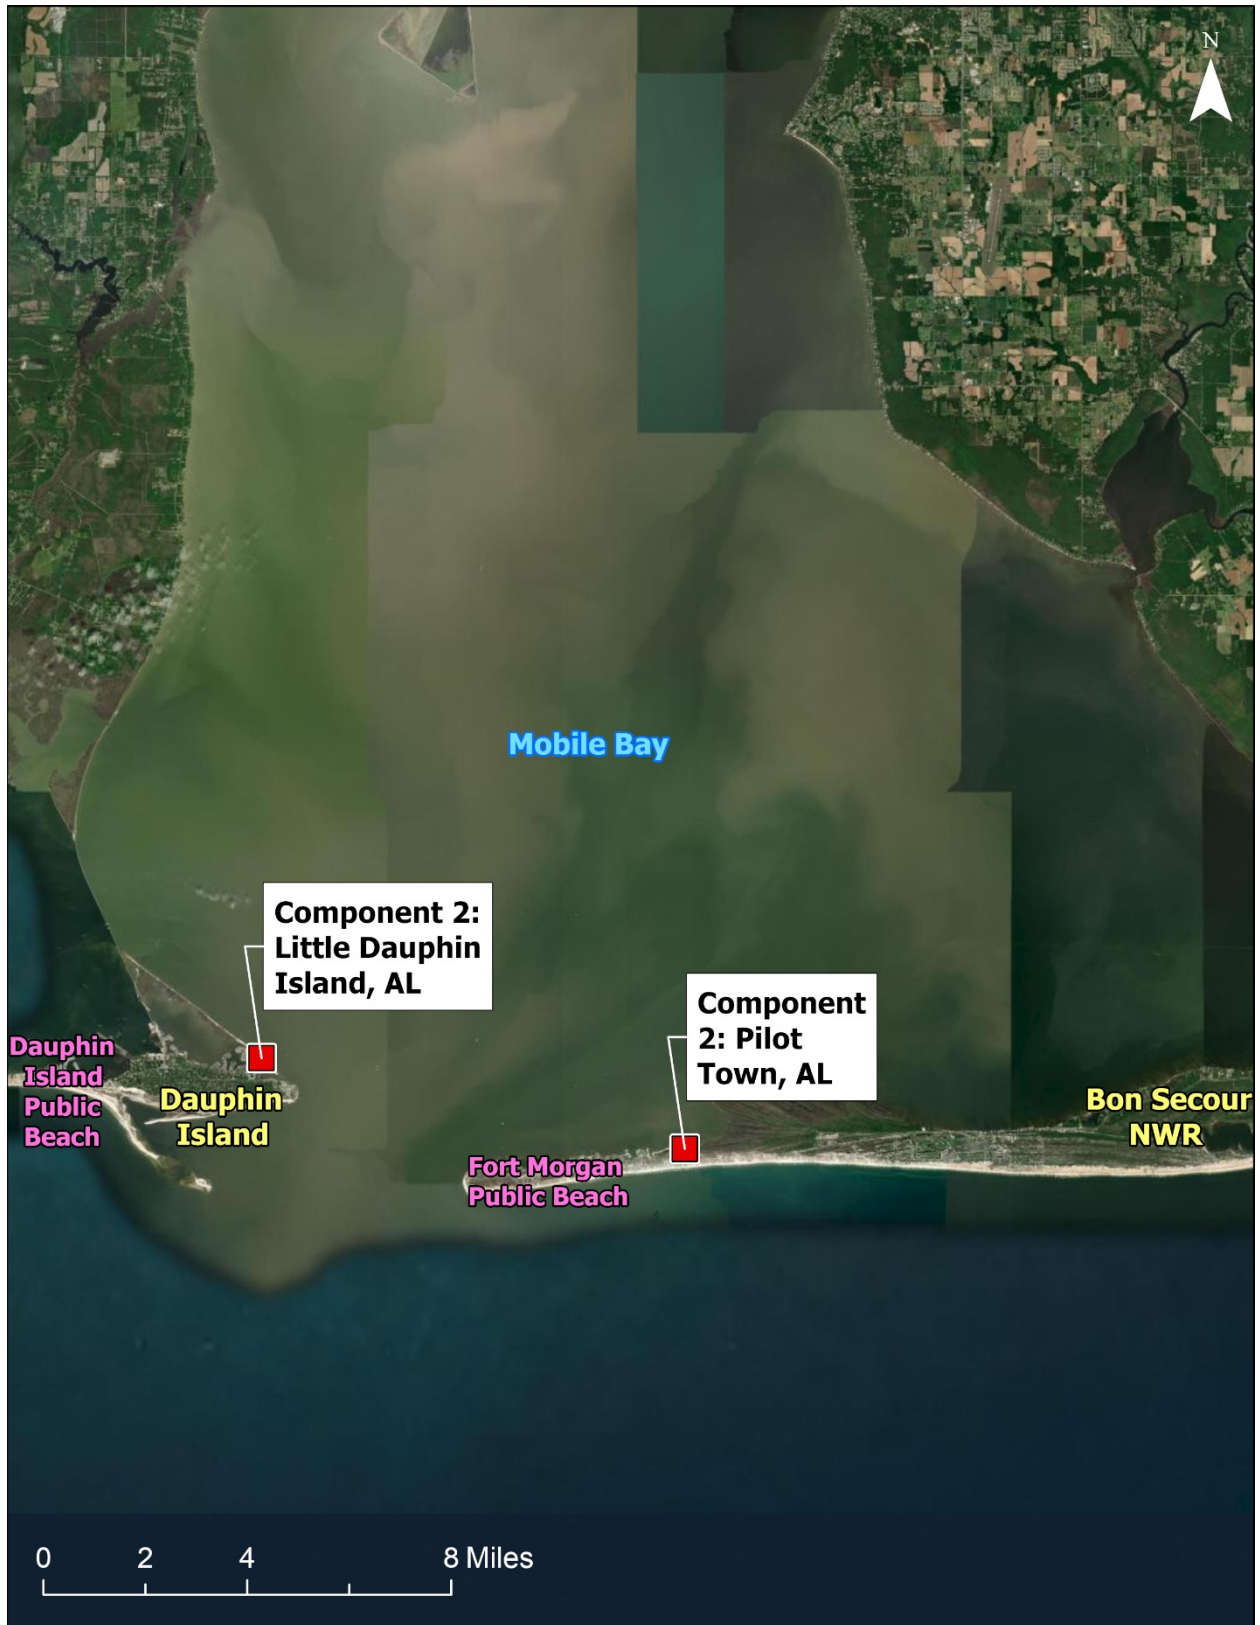 N
Mobile Bay
Component 2:
Little Dauphin
Island, AL
Component
2: Pilot
Town, AL
Dauphin
Island
Public
Beach
Dauphin
Island
Bon Secour
NWR
Fort Morgan
Public Beach
0 2 4 8 Miles